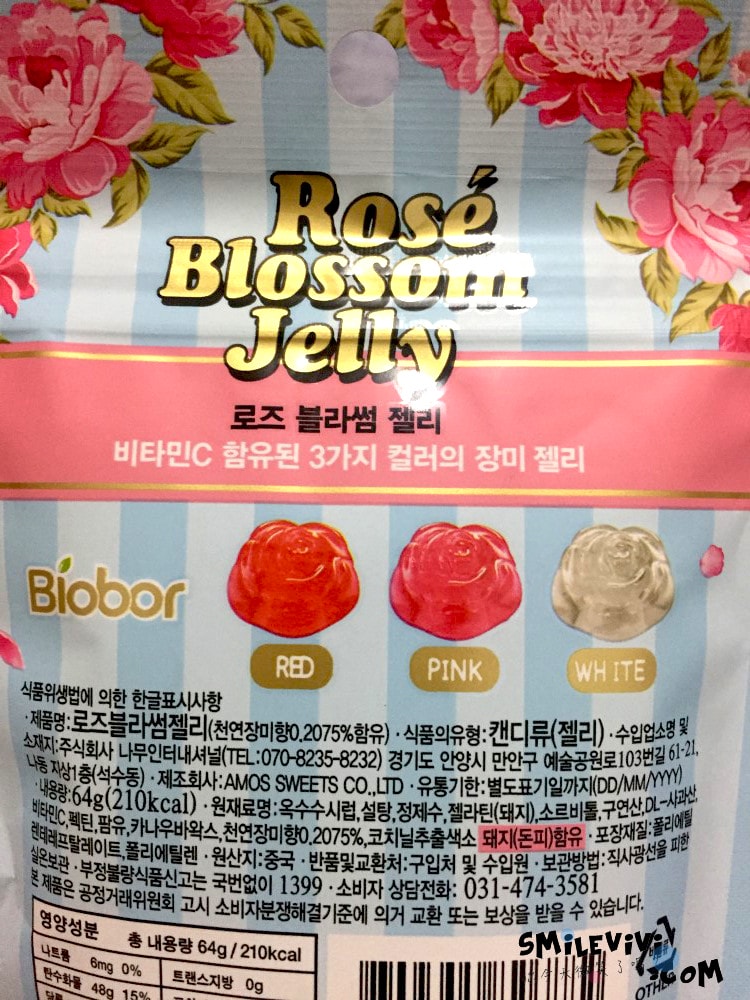 Rosé
Blossom
Jelly
로즈 블라썸 젤리
비타민C 함유된 3가지 컬러의 장미 젤리
Biobor
RED
PINK
WHITE
식품위생법에 의한 한글표시사항
·제품명:로즈블라썸젤리(천연장미향0.2075%함유)·식품의유형:캔디류(젤리)·수입업소명 및
소재지:주식회사 나무인터내셔널(TEL:070-8235-8232) 경기도 안양시 만안구 예술공원로103번길 61-21,
나동 지상1층(석수동)·제조회사:AMOS SWEETS CO.,LTD·유통기한:별도표기일까지(DD/MM/YYYY)
·내용량:64g(210kcal)·원재료명:옥수수시럽,설탕,정제수,젤라틴(돼지),소르비톨,구연산,DL-사과산,
비타민C,펙틴,팜유,카나우바왁스,천연장미향0.2075%,코치닐추출색소 돼지(돈피)함유·포장재질:폴리에틸
렌테레프탈레이트,폴리에틸렌·원산지:중국·반품및교환처:구입처 및 수입원·보관방법:직사광선을 피한
실온보관·부정불량식품신고는 국번없이 1399·소비자 상담전화: 031-474-3581
본 제품은 공정거래위원회 고시 소비자분쟁해결기준에 의거 교환 또는 보상을 받을 수 있습니다.
영양성분 총 내용량 64g / 210kcal
나트륨 6mg 0% 트랜스지방 0g
탄수화물 48g 15%
SMILEVIVI.COM
OTHER